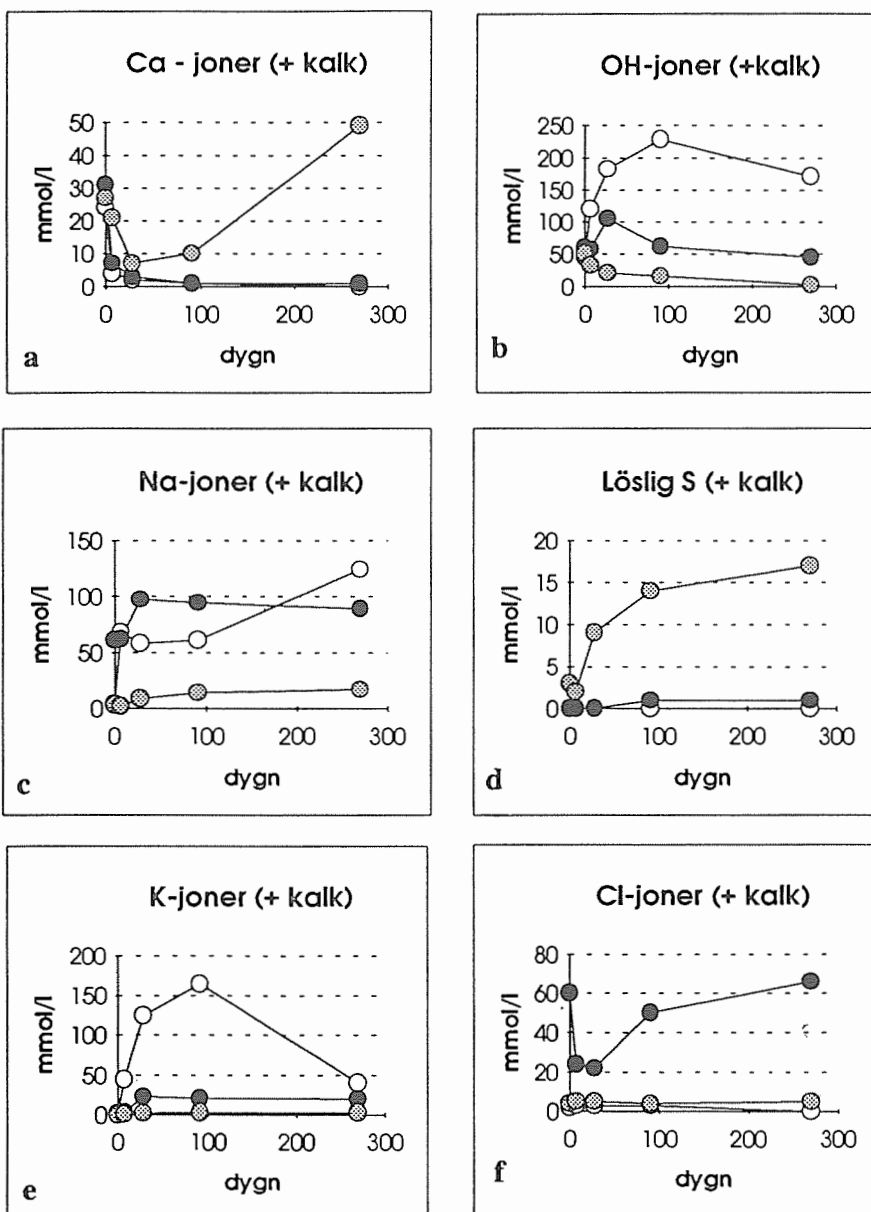 Ca - joner (+ kalk)
mmol/l
50
40
30
20
10
0
0 100 200 300
dygn
a
OH-joner (+kalk)
mmol/l
250
200
150
100
50
0
0 100 200 300
dygn
b
Na-joner (+ kalk)
mmol/l
150
100
50
0
0 100 200 300
dygn
c
Löslig S (+ kalk)
mmol/l
20
15
10
5
0
0 100 200 300
dygn
d
K-joner (+ kalk)
mmol/l
200
150
100
50
0
0 100 200 300
dygn
e
Cl-joner (+ kalk)
mmol/l
80
60
40
20
0
0 100 200 300
dygn
f